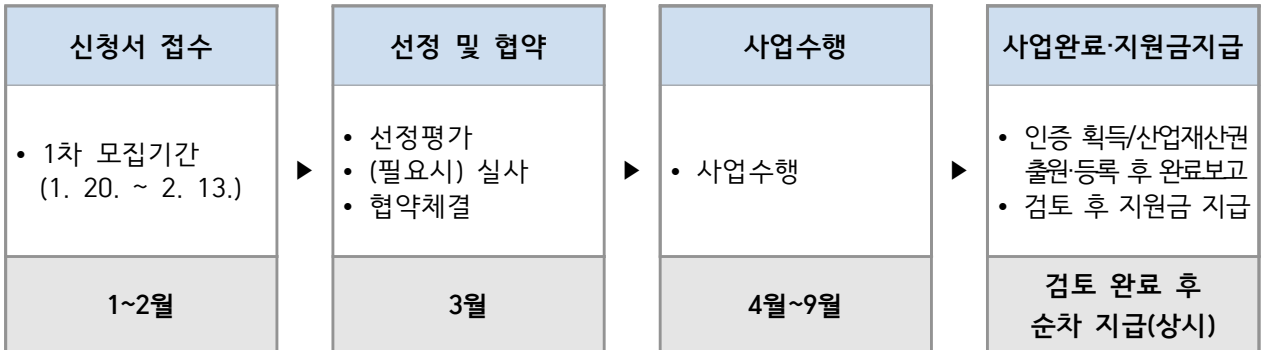 신청서 접수
• 1차 모집기간
(1. 20. ~ 2. 13.)
1~2월
▶
선정 및 협약
• 선정평가
• (필요시) 실사
• 협약체결
3월
▶
사업수행
• 사업수행
4월~9월
▶
사업완료·지원금지급
• 인증 획득/산업재산권
출원·등록 후 완료보고
• 검토 후 지원금 지급
검토 완료 후
순차 지급(상시)